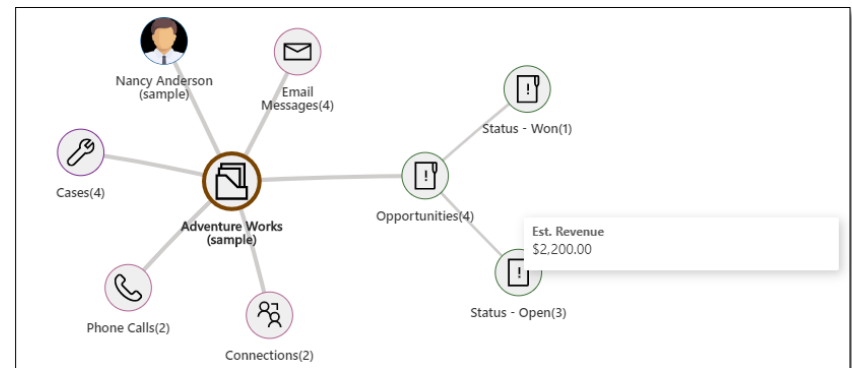 Nancy Anderson
(sample)
Email
Messages(4)
Status - Won(1)
Cases(4)
Opportunities(4)
Adventure Works
(sample)
Est. Revenue
$2,200.00
Status - Open(3)
Phone Calls(2)
Connections(2)